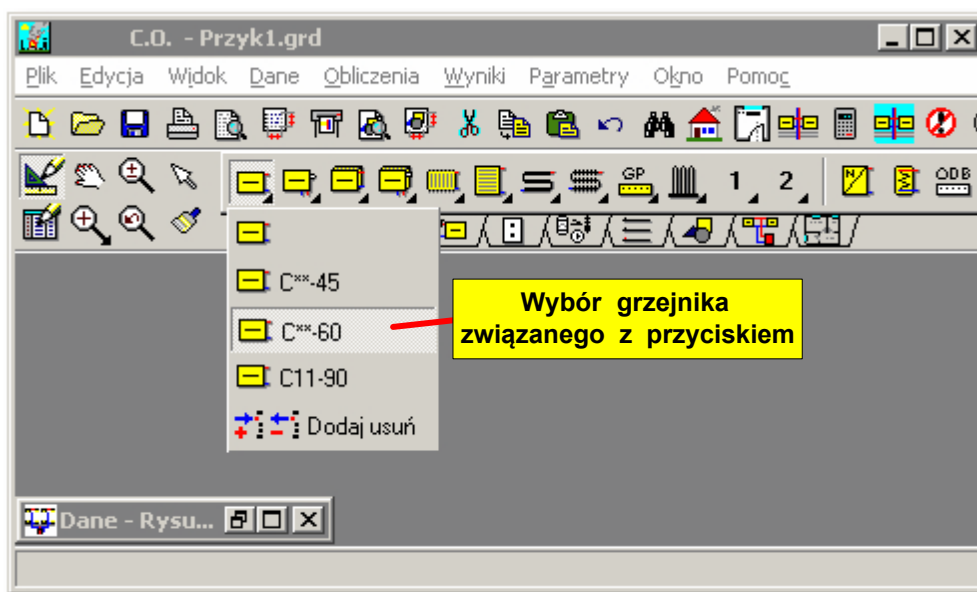 C.O. - Przyk1.grd
Plik Edycja Widok Dane Obliczenia Wyniki Parametry Okno Pomoc
GP 1 2 N ODB
C**-45
C**-60
C11-90
Dodaj usuń
Wybór grzejnika
związanego z przyciskiem
Dane - Rysu...